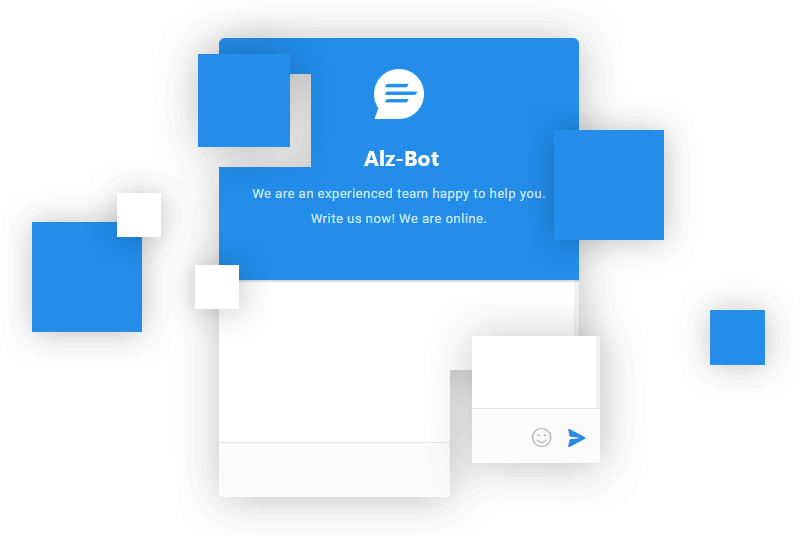 Alz-Bot
We are an experienced team happy to help you.
Write us now! We are online.